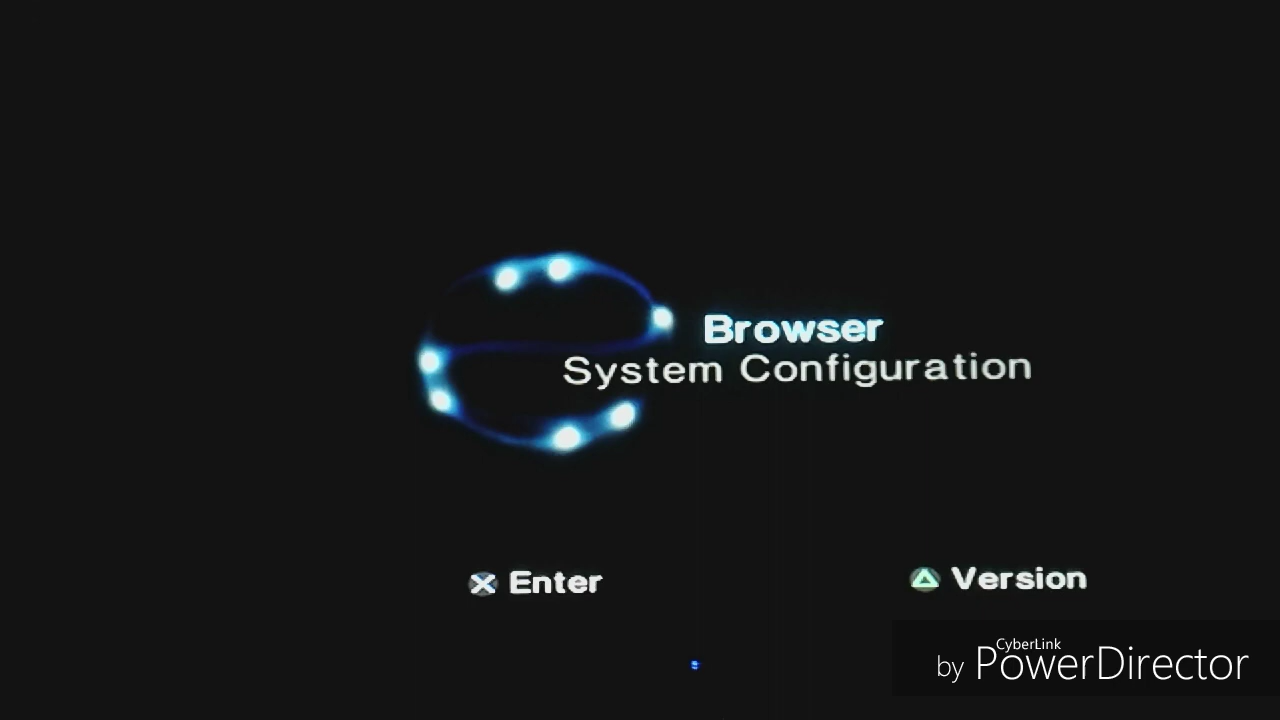 Browser
System Configuration
Enter
Version
CyberLink
by PowerDirector